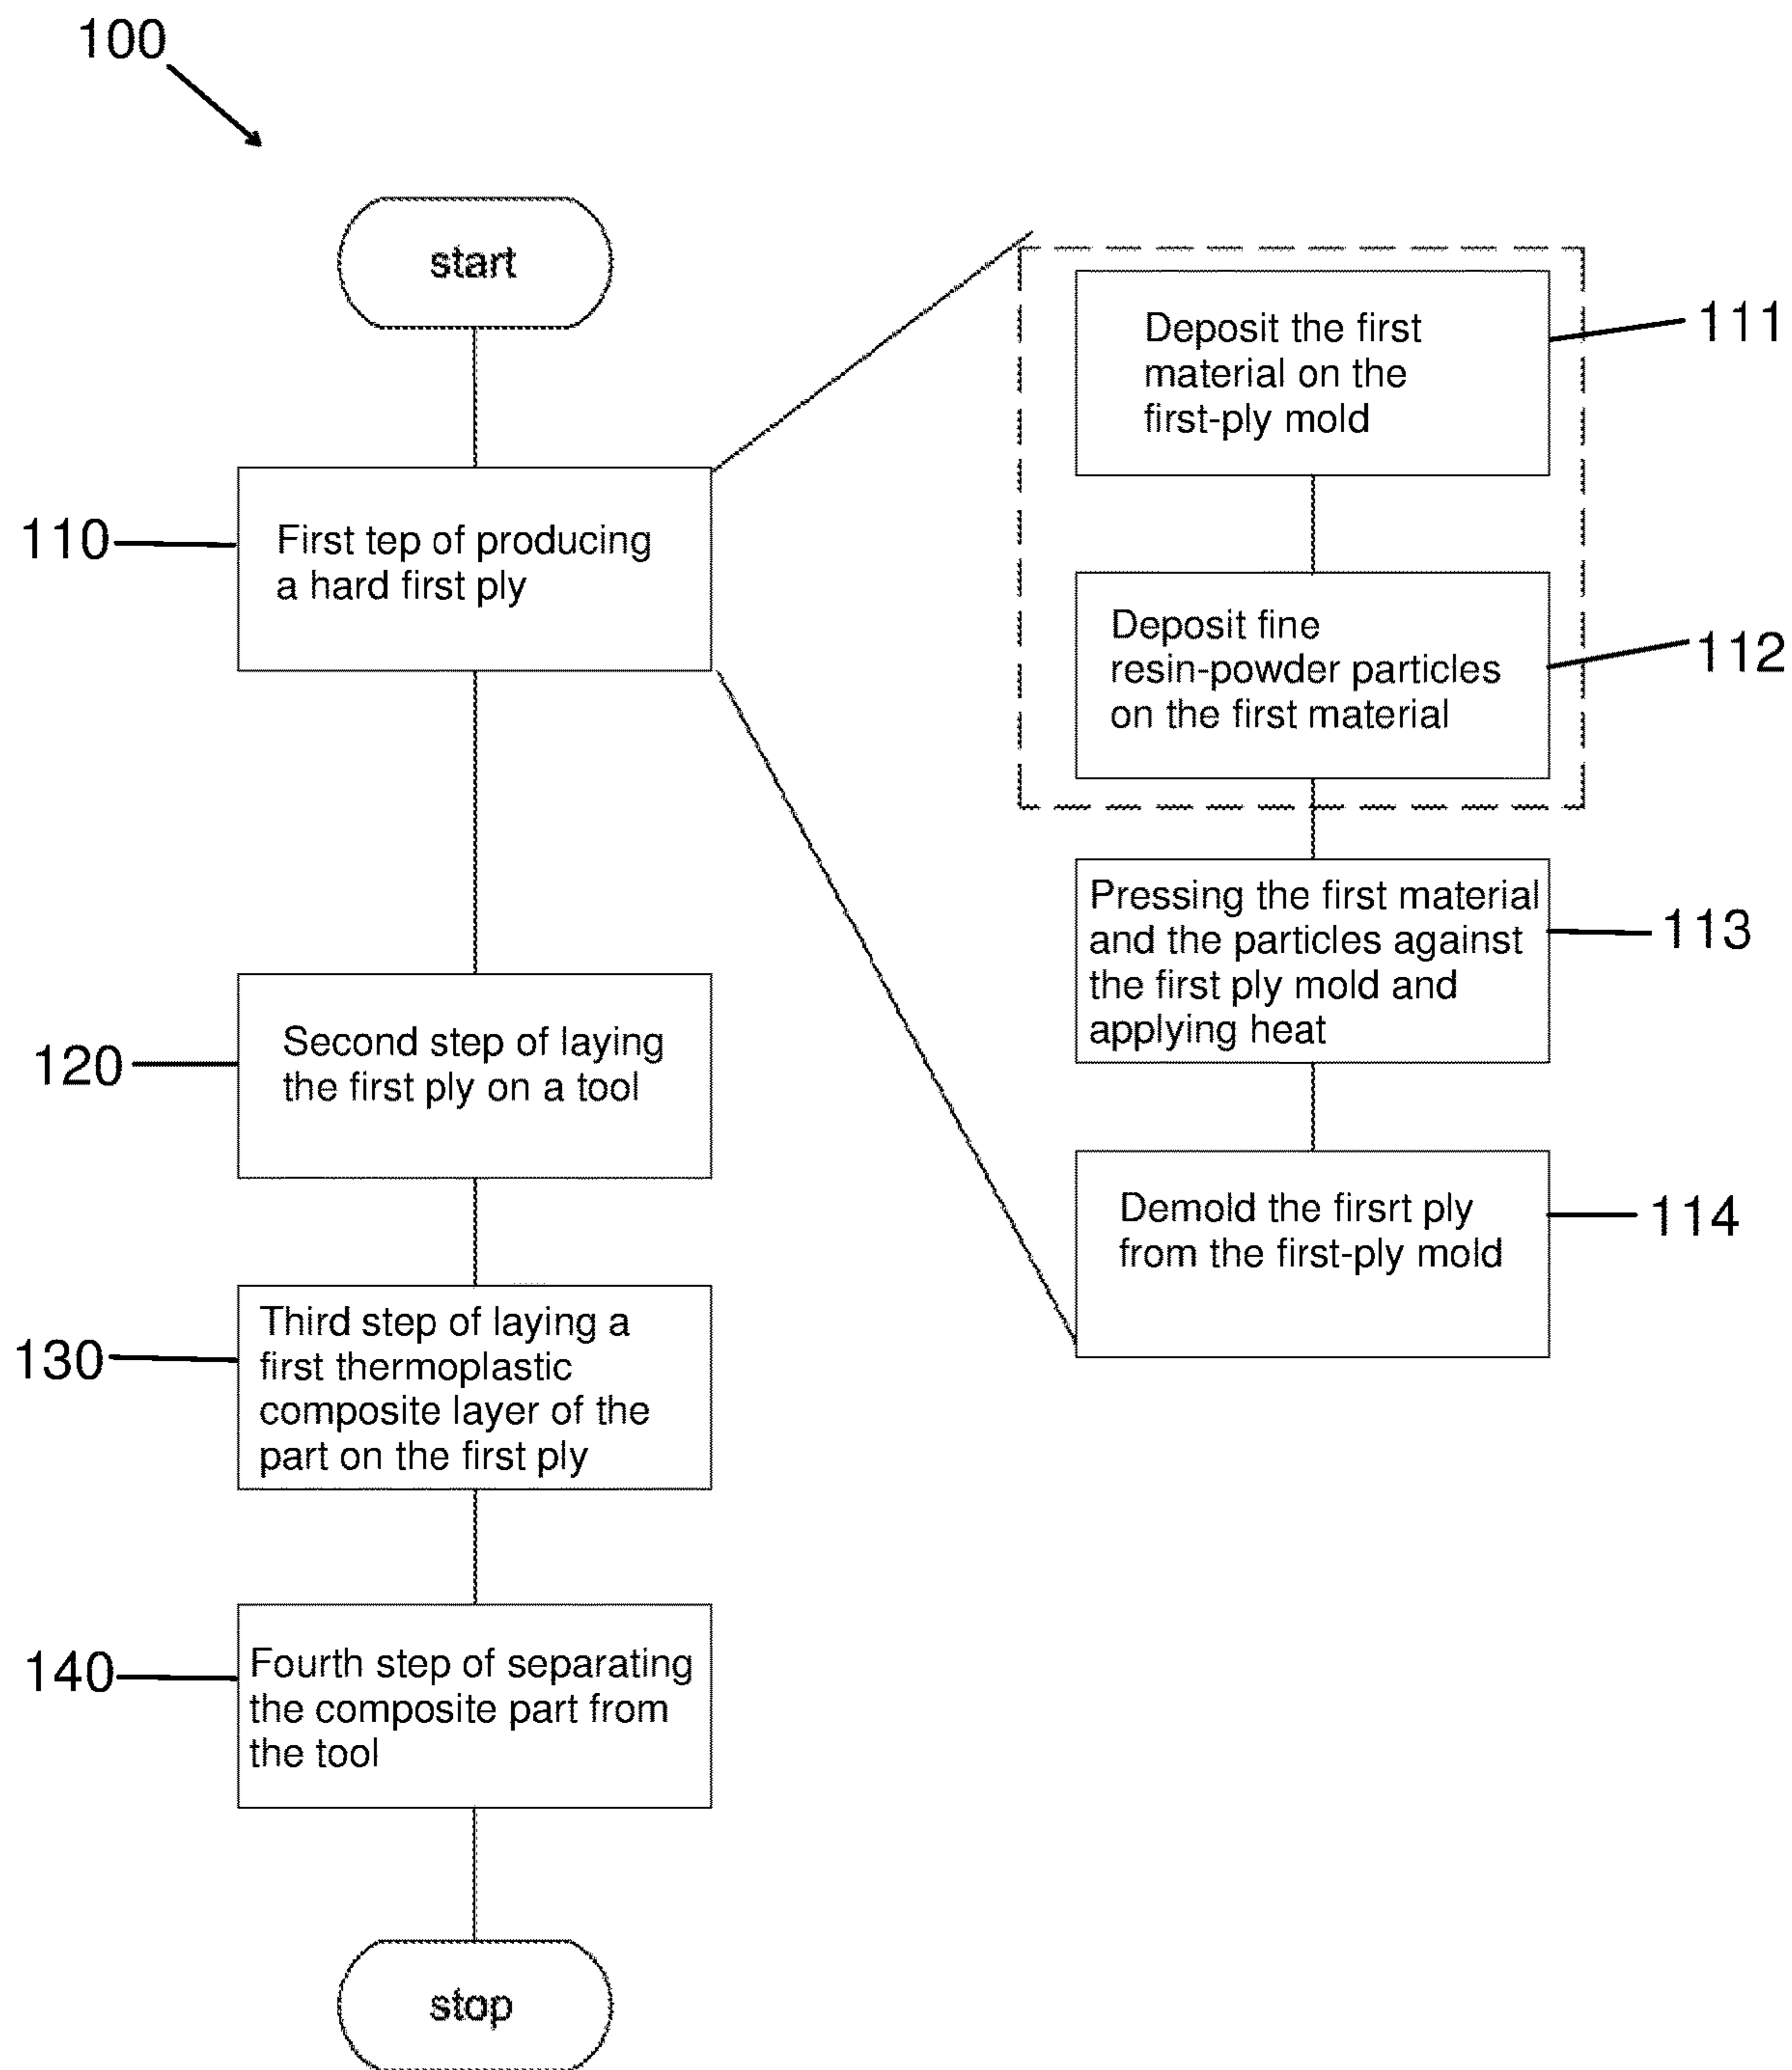 100
start
110
First tep of producing
a hard first ply
120
Second step of laying
the first ply on a tool
130
Third step of laying a
first thermoplastic
composite layer of the
part on the first ply
140
Fourth step of separating
the composite part from
the tool
stop
Deposit the first
material on the
first-ply mold
111
Deposit fine
resin-powder particles
on the first material
112
Pressing the first material
and the particles against
the first ply mold and
applying heat
113
Demold the firsrt ply
from the first-ply mold
114